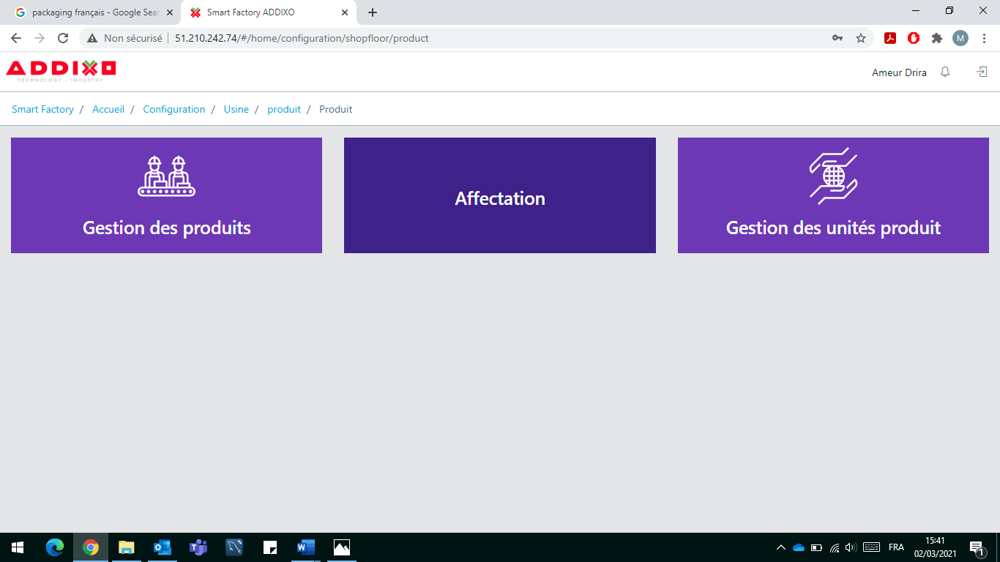 packaging français - Google Sear
Smart Factory ADDIXO
Non sécurisé
51.210.242.74/#/home/configuration/shopfloor/product
M
ADDIXO
TECHNOLOGY - INDUSTRY
Ameur Drira
Smart Factory / Accueil / Configuration / Usine / produit / Produit
Gestion des produits
Affectation
Gestion des unités produit
FRA
15:41
02/03/2021
1